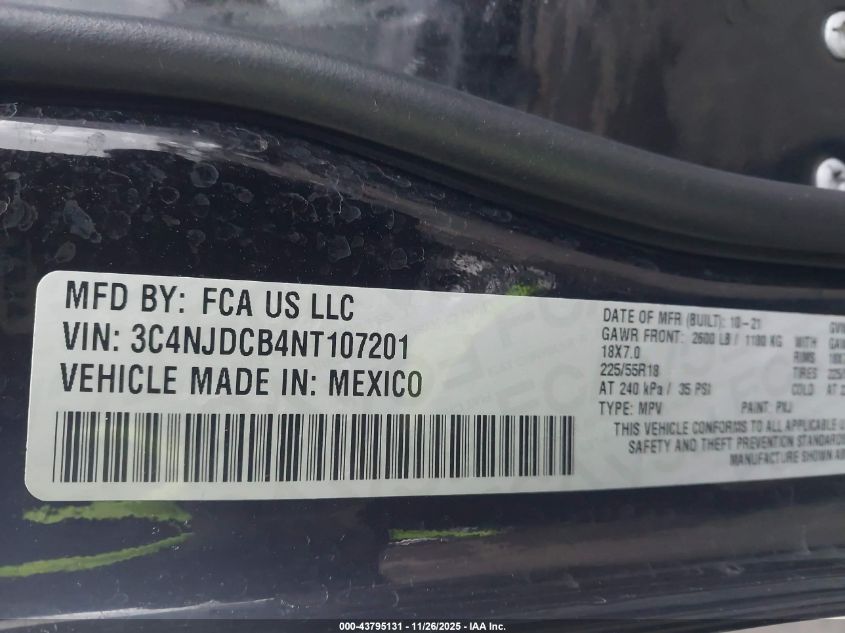 MFD BY: FCA US LLC
VIN: 3C4NJDCB4NT107201
VEHICLE MADE IN: MEXICO
DATE OF MFR (BUILT): 10-21
GAWR FRONT: 2600 LB / 1180 KG WITH
18X7.0 RIMS
225/55R18 TIRES
AT 240 kPa / 35 PSI COLD
TYPE: MPV PAINT: PXJ
THIS VEHICLE CONFORMS TO ALL APPLICABLE
SAFETY AND THEFT PREVENTION STANDARDS
MANUFACTURE SHOWN
000-43795131 - 11/26/2025 - IAA Inc.